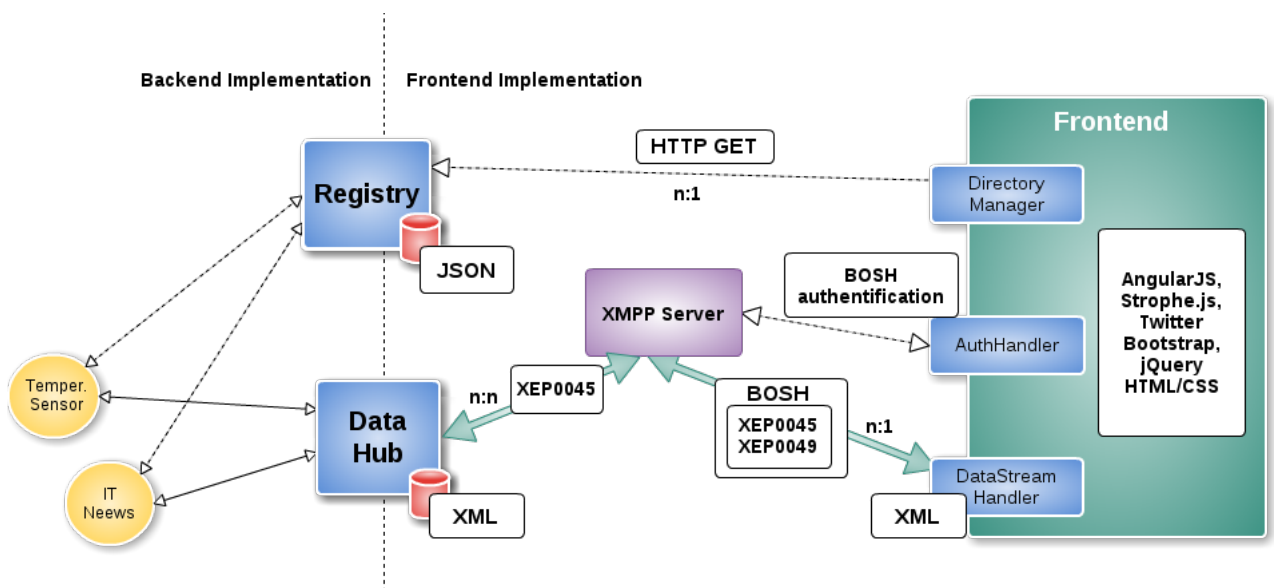 Backend Implementation
Frontend Implementation
Frontend
HTTP GET
n:1
Registry
JSON
Directory
Manager
BOSH
authentification
XMPP Server
AuthHandler
AngularJS,
Strophe.js,
Twitter
Bootstrap,
jQuery
HTML/CSS
Temper.
Sensor
IT
Neews
Data
Hub
XML
n:n
XEP0045
BOSH
XEP0045
XEP0049
n:1
DataStream
Handler
XML